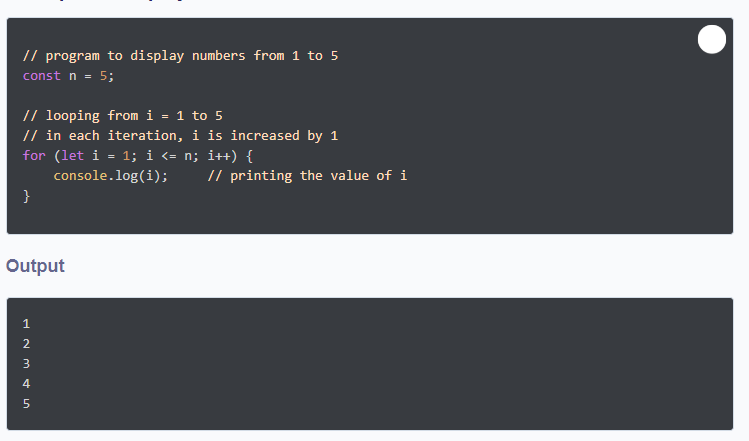 // program to display numbers from 1 to 5
const n = 5;
// looping from i = 1 to 5
// in each iteration, i is increased by 1
for (let i = 1; i <= n; i++) {
    console.log(i);     // printing the value of i
}
Output
1
2
3
4
5